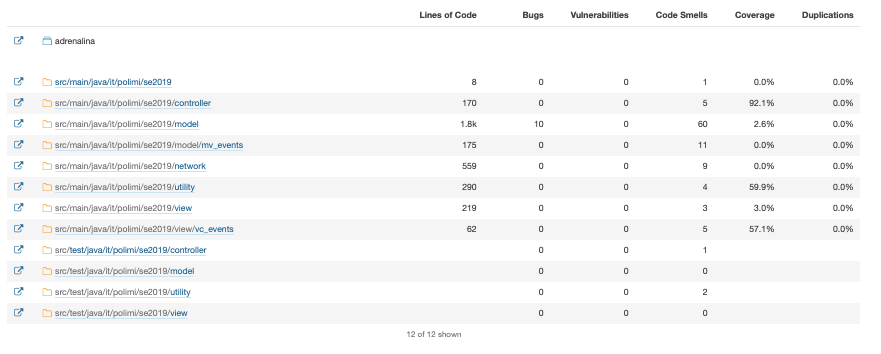 Lines of Code Bugs Vulnerabilities Code Smells Coverage Duplications
adrenalina
src/main/java/it/polimi/se2019 8 0 0 1 0.0% 0.0%
src/main/java/it/polimi/se2019/controller 170 0 0 5 92.1% 0.0%
src/main/java/it/polimi/se2019/model 1.8k 10 0 60 2.6% 0.0%
src/main/java/it/polimi/se2019/model/mv_events 175 0 0 11 0.0% 0.0%
src/main/java/it/polimi/se2019/network 559 0 0 9 0.0% 0.0%
src/main/java/it/polimi/se2019/utility 290 0 0 4 59.9% 0.0%
src/main/java/it/polimi/se2019/view 219 0 0 3 3.0% 0.0%
src/main/java/it/polimi/se2019/view/vc_events 62 0 0 5 57.1% 0.0%
src/test/java/it/polimi/se2019/controller 0 0 1
src/test/java/it/polimi/se2019/model 0 0 0
src/test/java/it/polimi/se2019/utility 0 0 2
src/test/java/it/polimi/se2019/view 0 0 0
12 of 12 shown